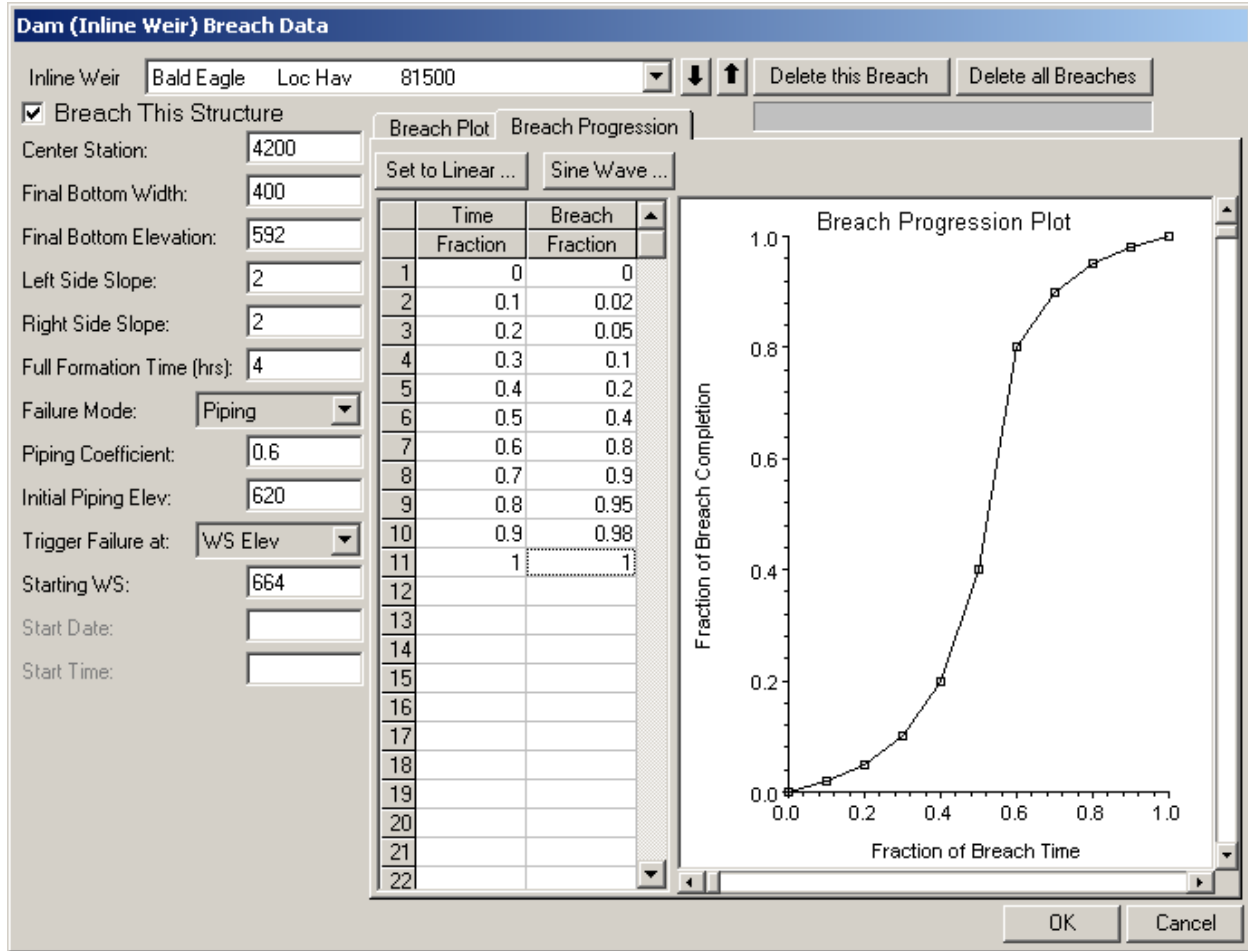 Dam (Inline Weir) Breach Data
Inline Weir Bald Eagle Loc Hav 81500 Delete this Breach Delete all Breaches
Breach This Structure
Center Station: 4200
Final Bottom Width: 400
Final Bottom Elevation: 592
Left Side Slope: 2
Right Side Slope: 2
Full Formation Time (hrs): 4
Failure Mode: Piping
Piping Coefficient: 0.6
Initial Piping Elev: 620
Trigger Failure at: WS Elev
Starting WS: 664
Start Date:
Start Time:
Breach Plot Breach Progression
Set to Linear ... Sine Wave ...
Time Breach
Fraction Fraction
1 0 0
2 0.1 0.02
3 0.2 0.05
4 0.3 0.1
5 0.4 0.2
6 0.5 0.4
7 0.6 0.8
8 0.7 0.9
9 0.8 0.95
10 0.9 0.98
11 1 1
12
13
14
15
16
17
18
19
20
21
22
Breach Progression Plot
1.0
0.8
0.6
0.4
0.2
0.0
Fraction of Breach Completion
0.0 0.2 0.4 0.6 0.8 1.0
Fraction of Breach Time
OK Cancel